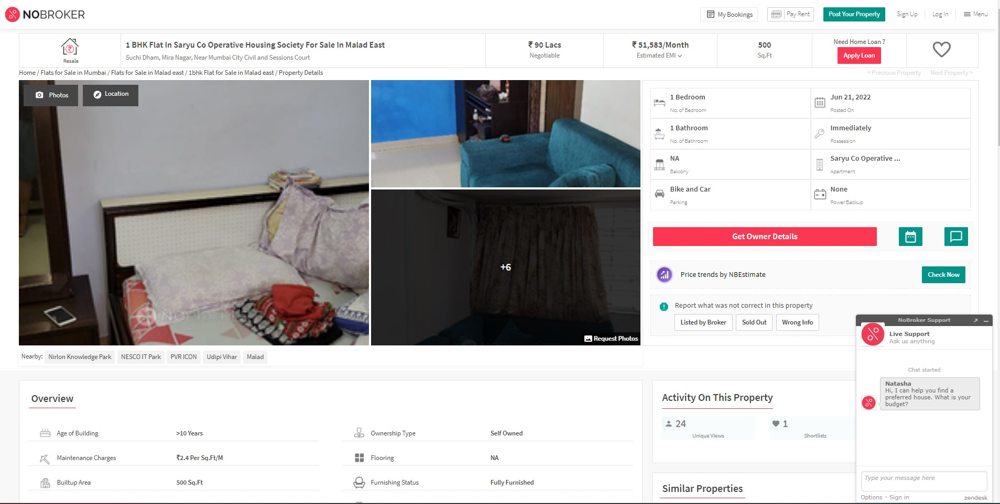 NOBROKER
My Bookings
Pay Rent
Post Your Property
Sign Up
Log In
Menu
Resale
1 BHK Flat In Saryu Co Operative Housing Society For Sale In Malad East
Suchi Dham, Mira Nagar, Near Mumbai City Civil and Sessions Court
₹ 90 Lacs
Negotiable
₹ 51,583/Month
Estimated EMI
500
Sq.Ft
Need Home Loan ?
Apply Loan
Home / Flats for Sale in Mumbai / Flats for Sale in Malad east / 1bhk Flat for Sale in Malad east / Property Details
< Previous Property
Next Property >
Photos
Location
+6
Request Photos
1 Bedroom
No. of Bedroom
Jun 21, 2022
Posted On
1 Bathroom
No. of Bathroom
Immediately
Possession
NA
Balcony
Saryu Co Operative ...
Apartment
Bike and Car
Parking
None
Power Backup
Get Owner Details
Price trends by NBEstimate
Check Now
Report what was not correct in this property
Listed by Broker
Sold Out
Wrong Info
Nearby:
Nirlon Knowledge Park
NESCO IT Park
PVR ICON
Udipi Vihar
Malad
Overview
Age of Building
>10 Years
Ownership Type
Self Owned
Maintenance Charges
₹2.4 Per Sq.Ft/M
Flooring
NA
Builtup Area
500 Sq.Ft
Furnishing Status
Fully Furnished
Activity On This Property
24
Unique Views
1
Shortlists
Similar Properties
NoBroker Support
Live Support
Ask us anything
Chat started
Natasha
Hi, I can help you find a
preferred house. What is your
budget?
Type your message here
Options • Sign in
zendesk